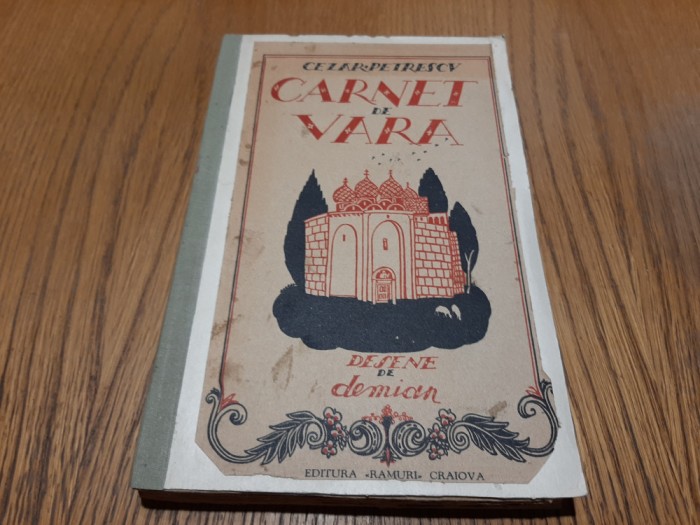 CEZAR·PETRESCU
CARNET
DE
VARA
DESENE
DE
demian
EDITURA «RAMURI» CRAIOVA